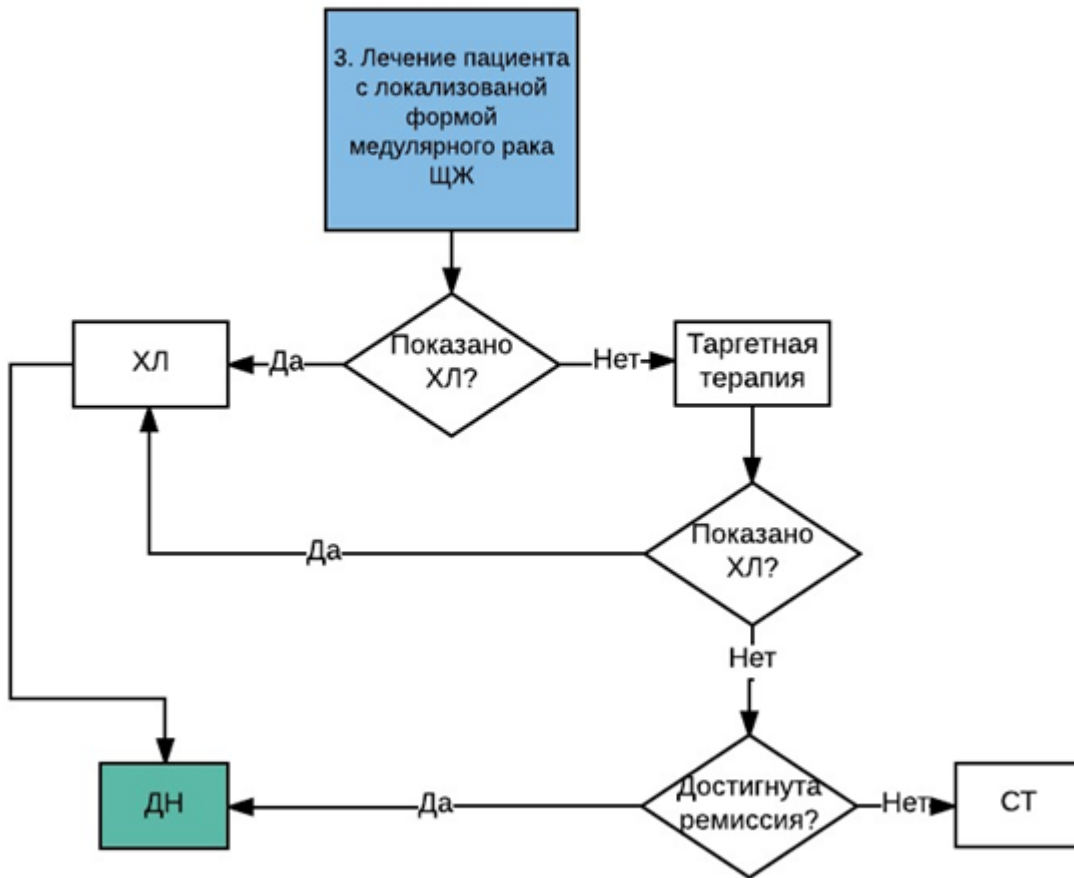 3. Лечение пациента
с локализованой
формой
медулярного рака
ЩЖ
ХЛ
Да
Показано
ХЛ?
Нет
Таргетная
терапия
Да
Показано
ХЛ?
Нет
ДН
Да
Достигнута
ремиссия?
Нет
СТ